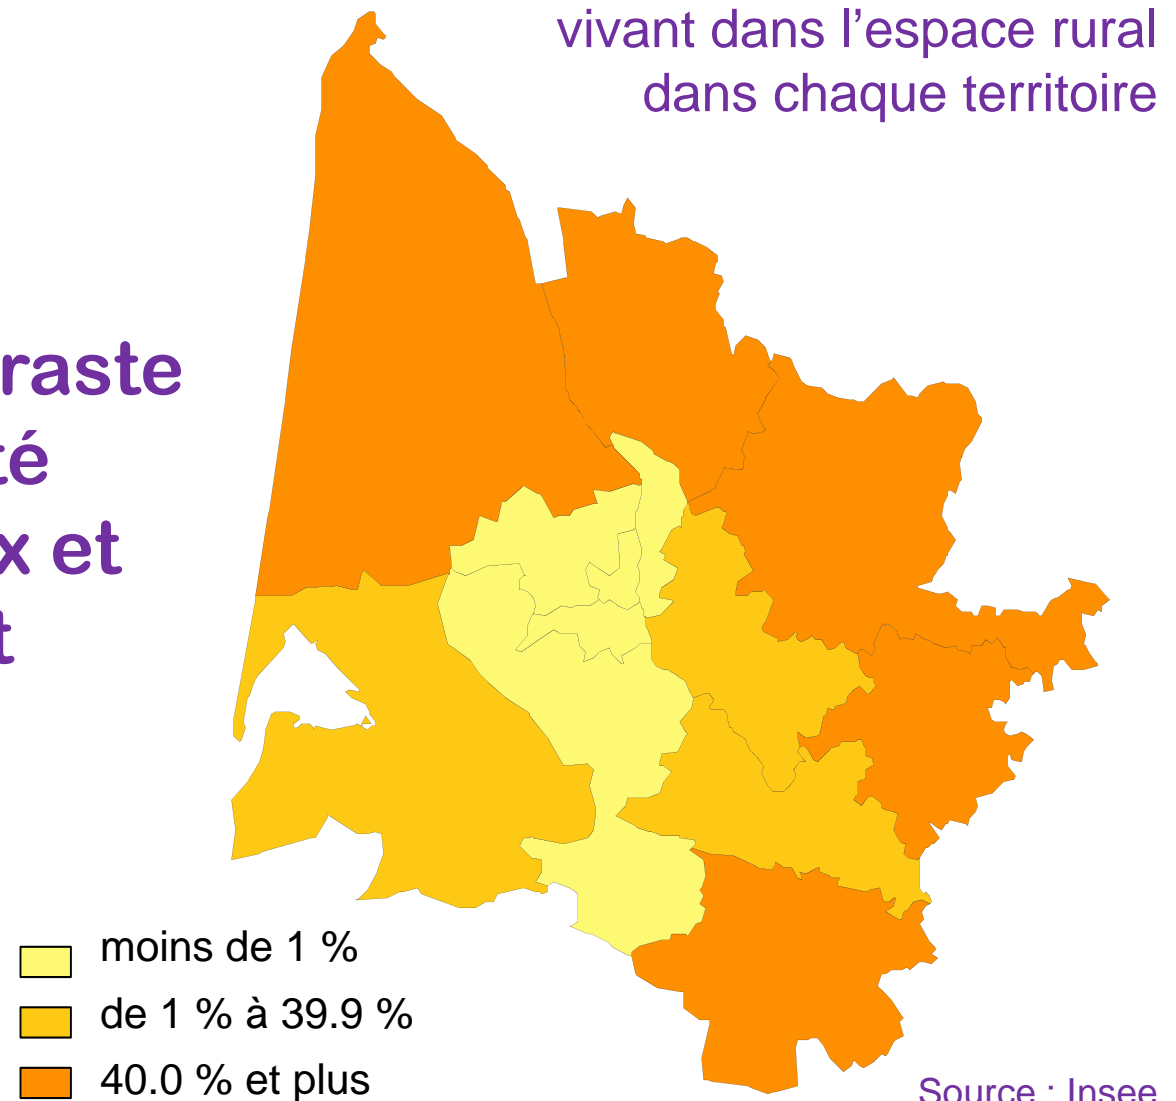 vivant dans l'espace rural
dans chaque territoire
raste
té
x et
t
moins de 1 %
de 1 % à 39.9 %
40.0 % et plus
Source : Insee